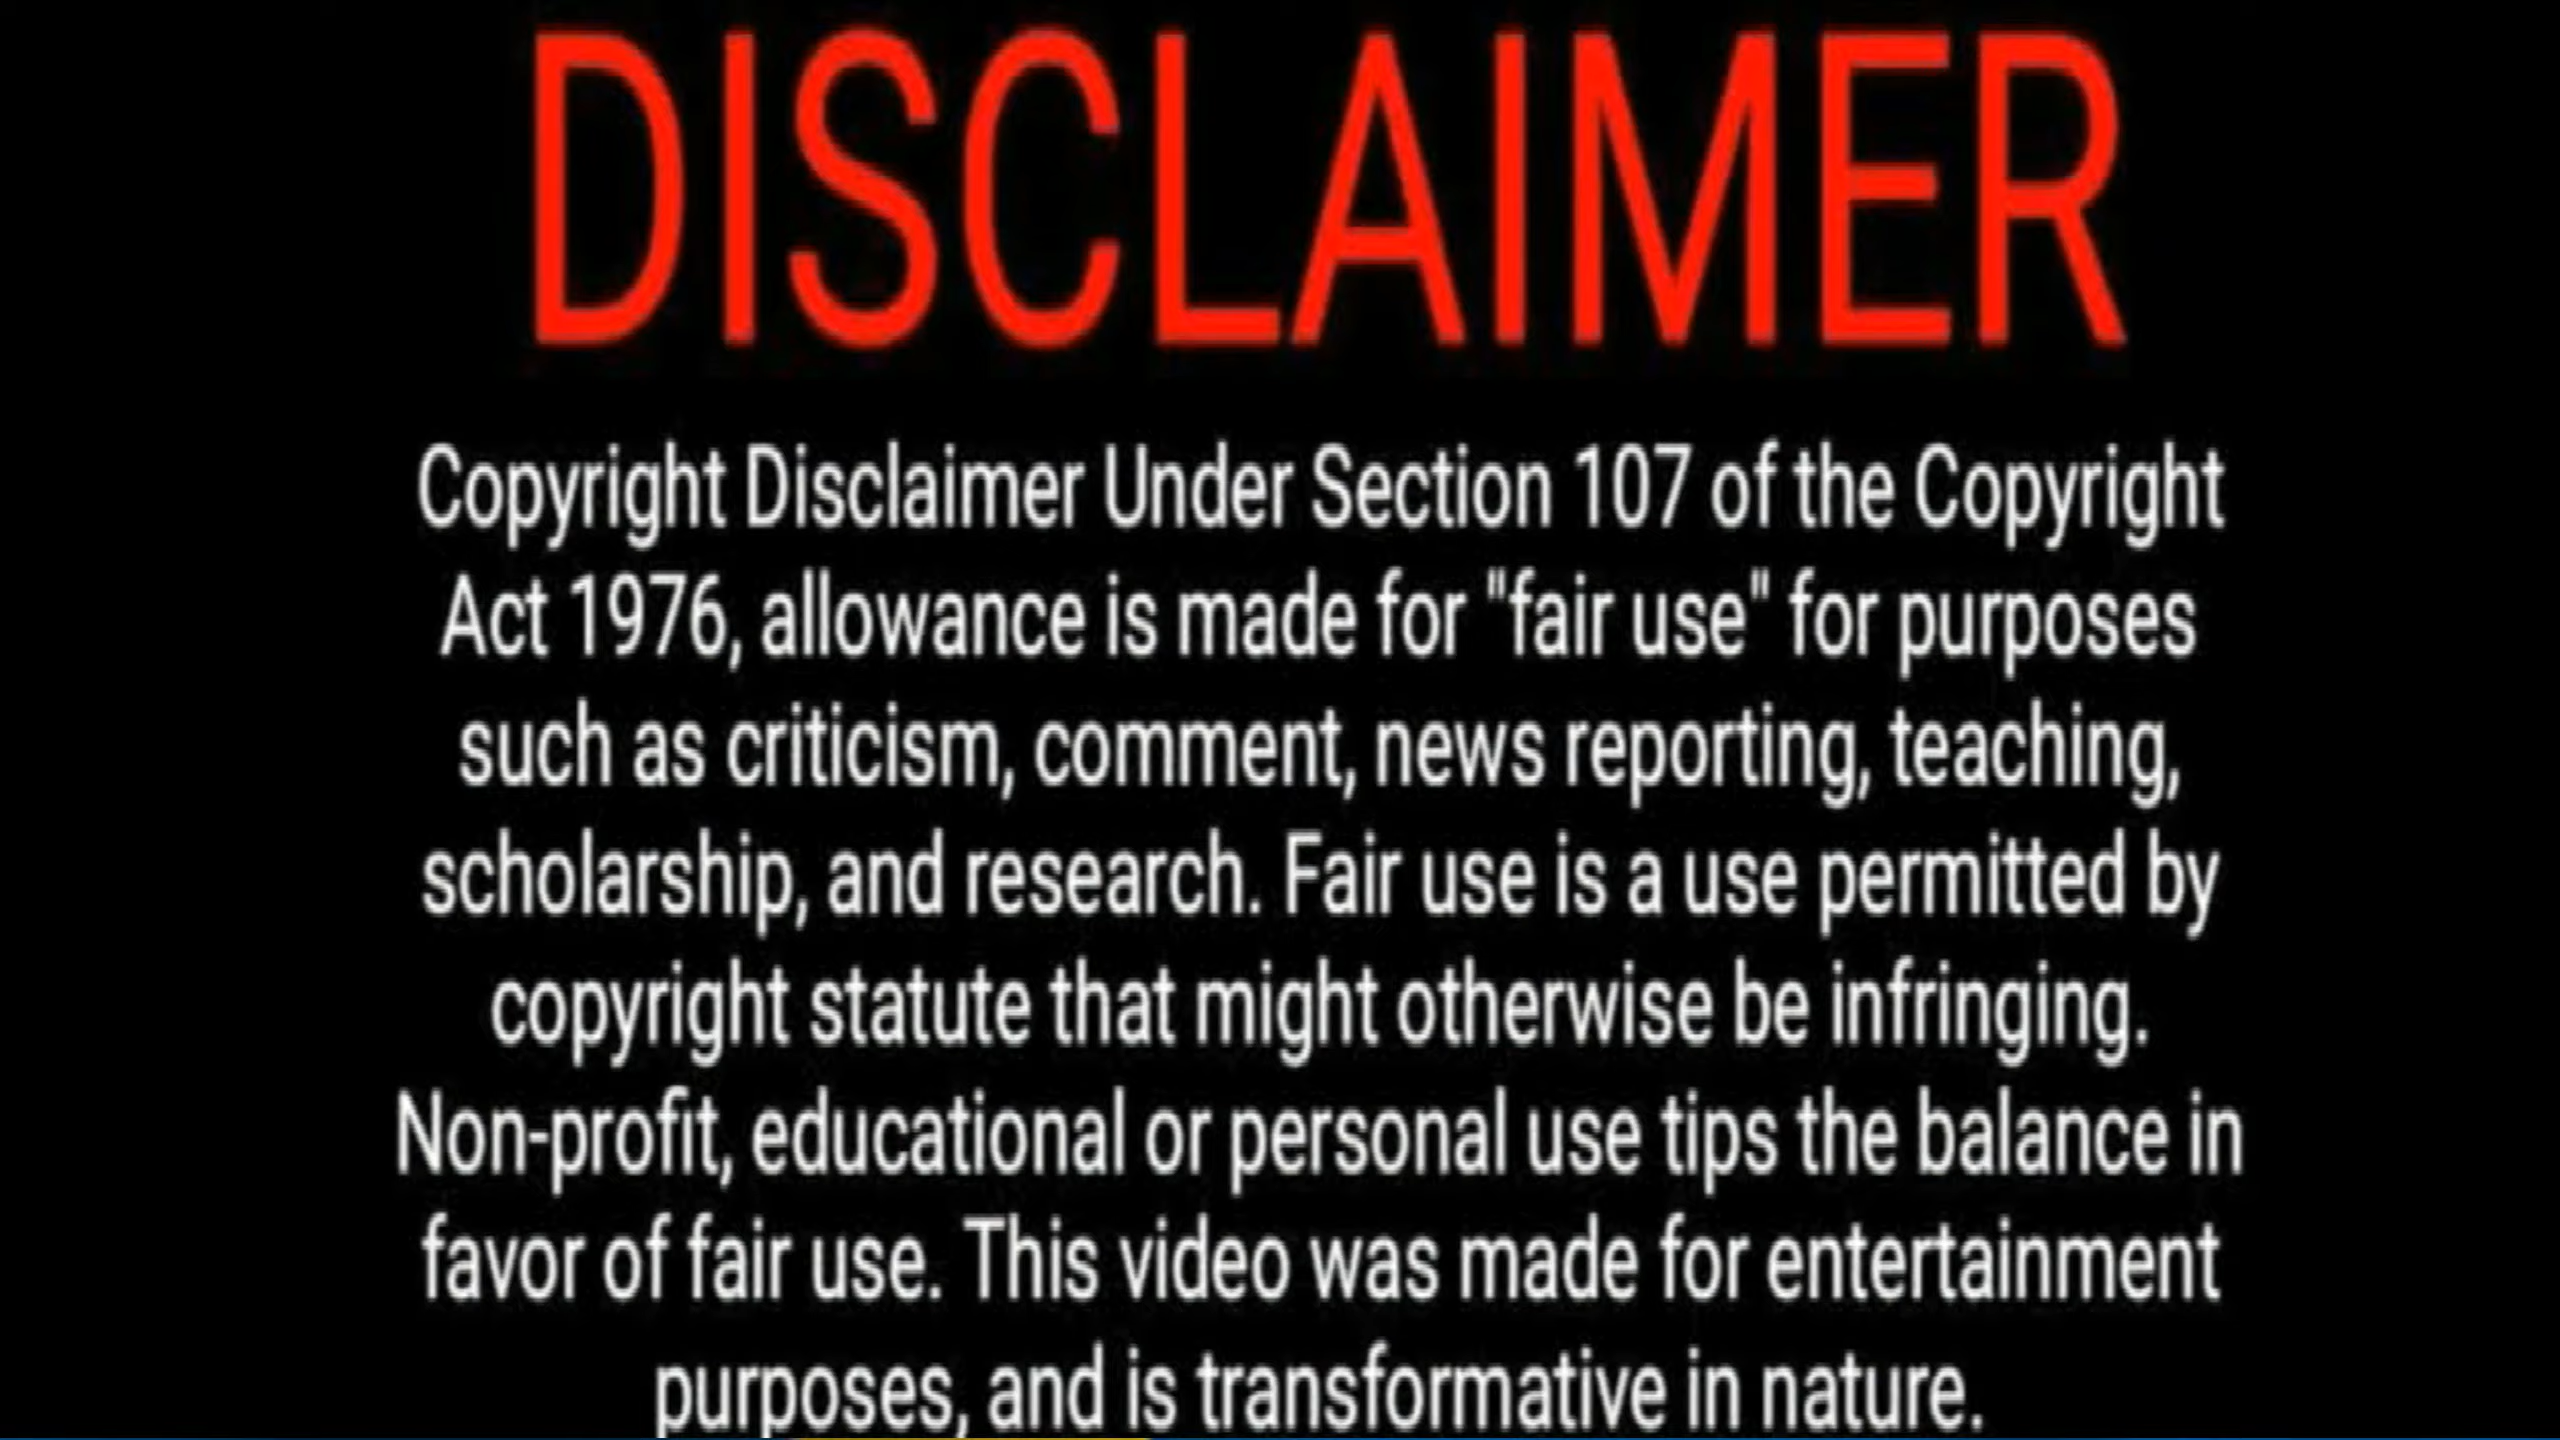 DISCLAIMER
Copyright Disclaimer Under Section 107 of the Copyright
Act 1976, allowance is made for "fair use" for purposes
such as criticism, comment, news reporting, teaching,
scholarship, and research. Fair use is a use permitted by
copyright statute that might otherwise be infringing.
Non-profit, educational or personal use tips the balance in
favor of fair use. This video was made for entertainment
purposes, and is transformative in nature.